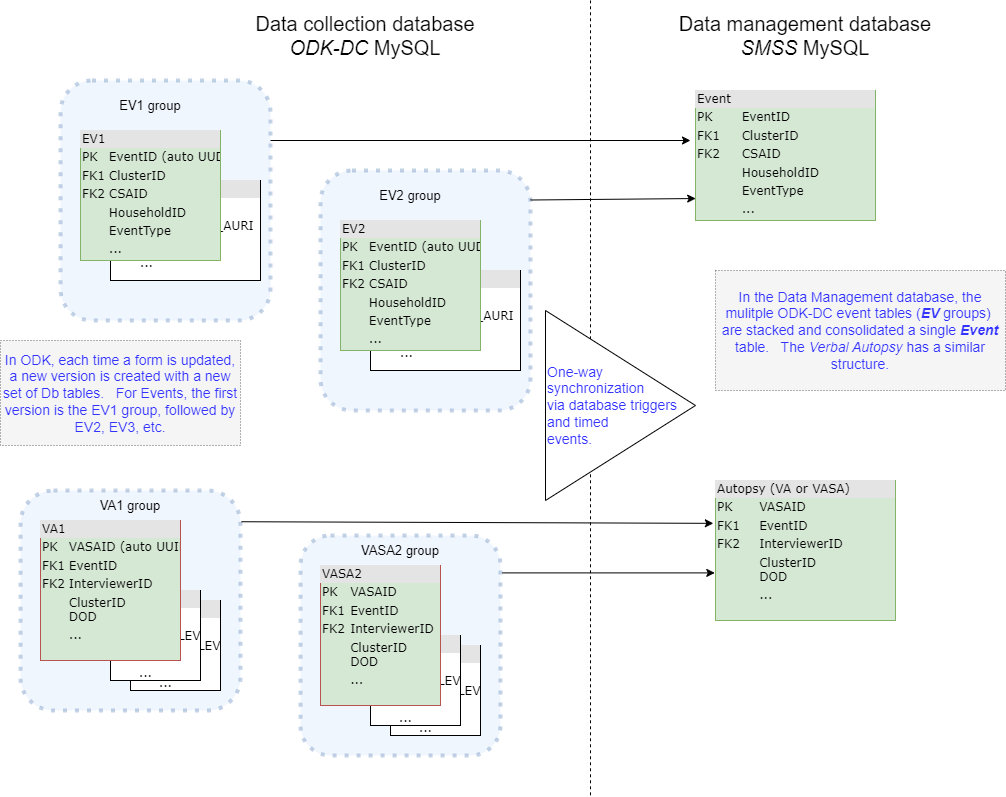 Data collection database
ODK-DC MySQL
Data management database
SMSS MySQL
EV1 group
EV1
PK EventID (auto UUI
FK1 ClusterID
FK2 CSAID
HouseholdID
EventType
...
_AURI
...
EV2 group
EV2
PK EventID (auto UUI
FK1 ClusterID
FK2 CSAID
HouseholdID
EventType
...
_AURI
...
Event
PK EventID
FK1 ClusterID
FK2 CSAID
HouseholdID
EventType
...
In ODK, each time a form is updated,
a new version is created with a new
set of Db tables. For Events, the first
version is the EV1 group, followed by
EV2, EV3, etc.
One-way
synchronization
via database triggers
and timed
events.
In the Data Management database, the
mulitple ODK-DC event tables (EV groups)
are stacked and consolidated a single Event
table. The Verbal Autopsy has a similar
structure.
VA1 group
VA1
PK VASAID (auto UUI
FK1 EventID
FK2 InterviewerID
ClusterID
DOD
...
_EV
_EV
...
...
VASA2 group
VASA2
PK VASAID
FK1 EventID
FK2 InterviewerID
ClusterID
DOD
...
_EV
_EV
...
...
Autopsy (VA or VASA)
PK VASAID
FK1 EventID
FK2 InterviewerID
ClusterID
DOD
...